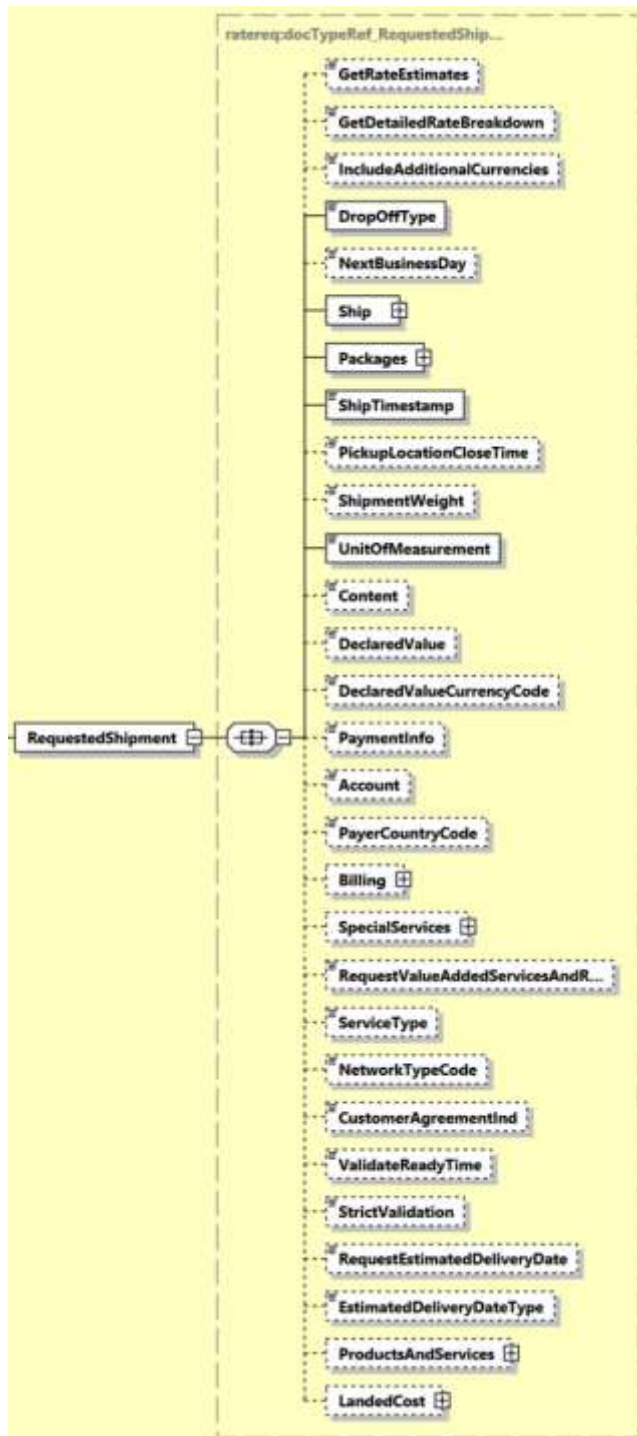 ratereq:docTypeRef_RequestedShip...
GetRateEstimates
GetDetailedRateBreakdown
IncludeAdditionalCurrencies
DropOffType
NextBusinessDay
Ship
Packages
ShipTimestamp
PickupLocationCloseTime
ShipmentWeight
UnitOfMeasurement
Content
DeclaredValue
DeclaredValueCurrencyCode
RequestedShipment
PaymentInfo
Account
PayerCountryCode
Billing
SpecialServices
RequestValueAddedServicesAndR...
ServiceType
NetworkTypeCode
CustomerAgreementInd
ValidateReadyTime
StrictValidation
RequestEstimatedDeliveryDate
EstimatedDeliveryDateType
ProductsAndServices
LandedCost